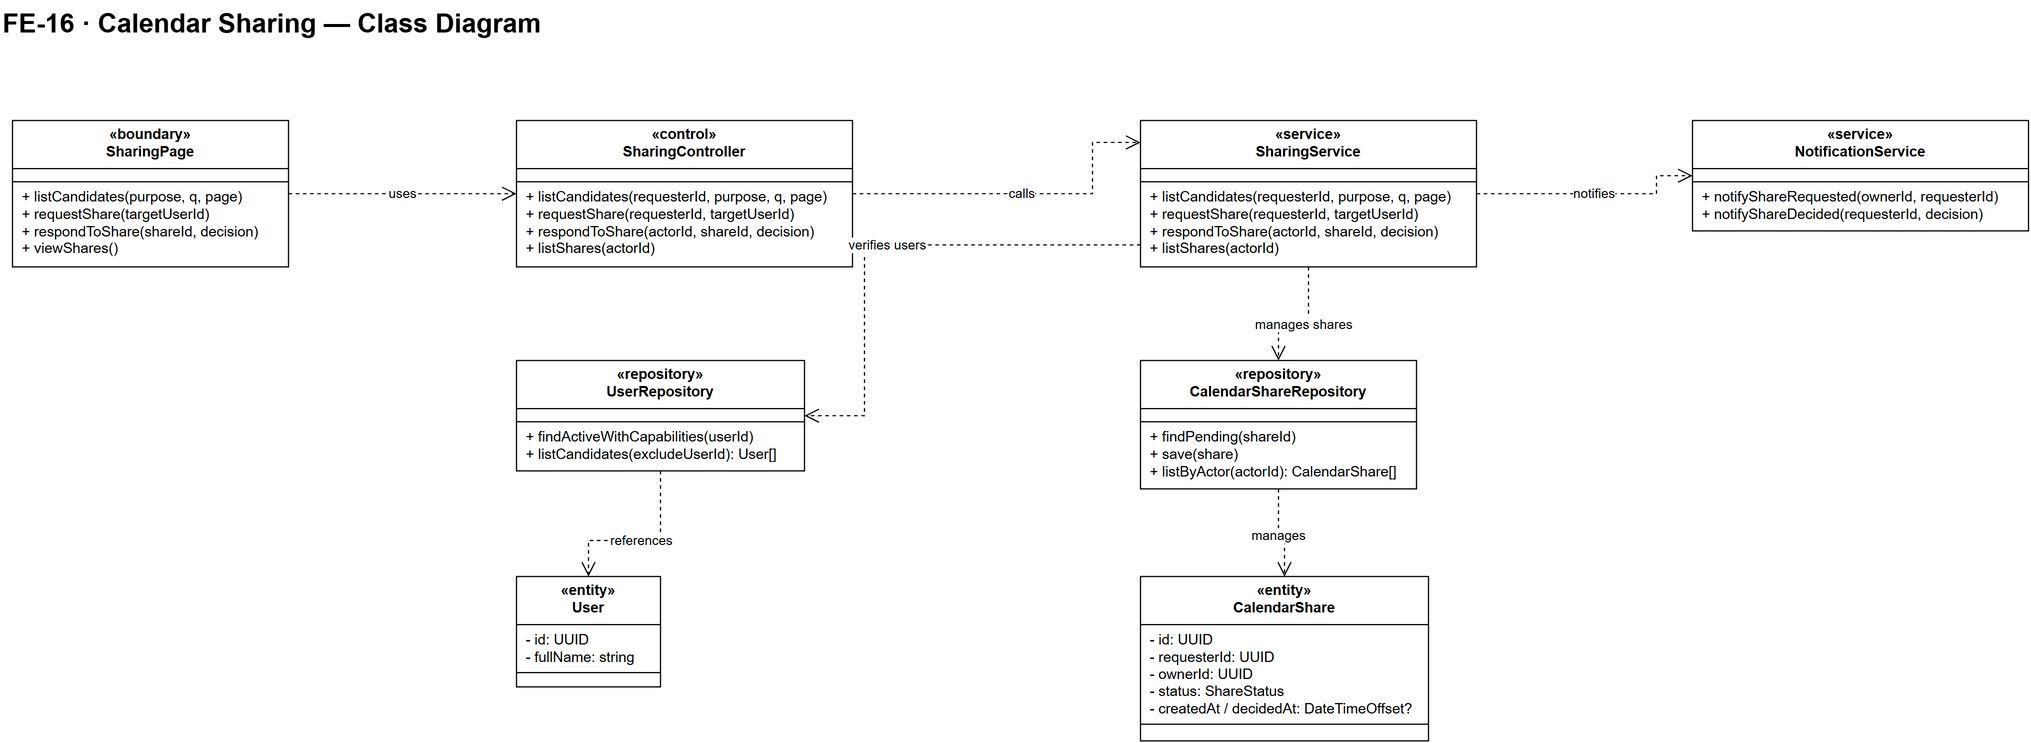 FE-16 · Calendar Sharing — Class Diagram
«boundary»
SharingPage
+ listCandidates(purpose, q, page)
+ requestShare(targetUserId)
+ respondToShare(shareId, decision)
+ viewShares()
uses
«control»
SharingController
+ listCandidates(requesterId, purpose, q, page)
+ requestShare(requesterId, targetUserId)
+ respondToShare(actorId, shareId, decision)
+ listShares(actorId)
calls
verifies users
«service»
SharingService
+ listCandidates(requesterId, purpose, q, page)
+ requestShare(requesterId, targetUserId)
+ respondToShare(actorId, shareId, decision)
+ listShares(actorId)
notifies
«service»
NotificationService
+ notifyShareRequested(ownerId, requesterId)
+ notifyShareDecided(requesterId, decision)
manages shares
«repository»
UserRepository
+ findActiveWithCapabilities(userId)
+ listCandidates(excludeUserId): User[]
«repository»
CalendarShareRepository
+ findPending(shareId)
+ save(share)
+ listByActor(actorId): CalendarShare[]
references
manages
«entity»
User
- id: UUID
- fullName: string
«entity»
CalendarShare
- id: UUID
- requesterId: UUID
- ownerId: UUID
- status: ShareStatus
- createdAt / decidedAt: DateTimeOffset?